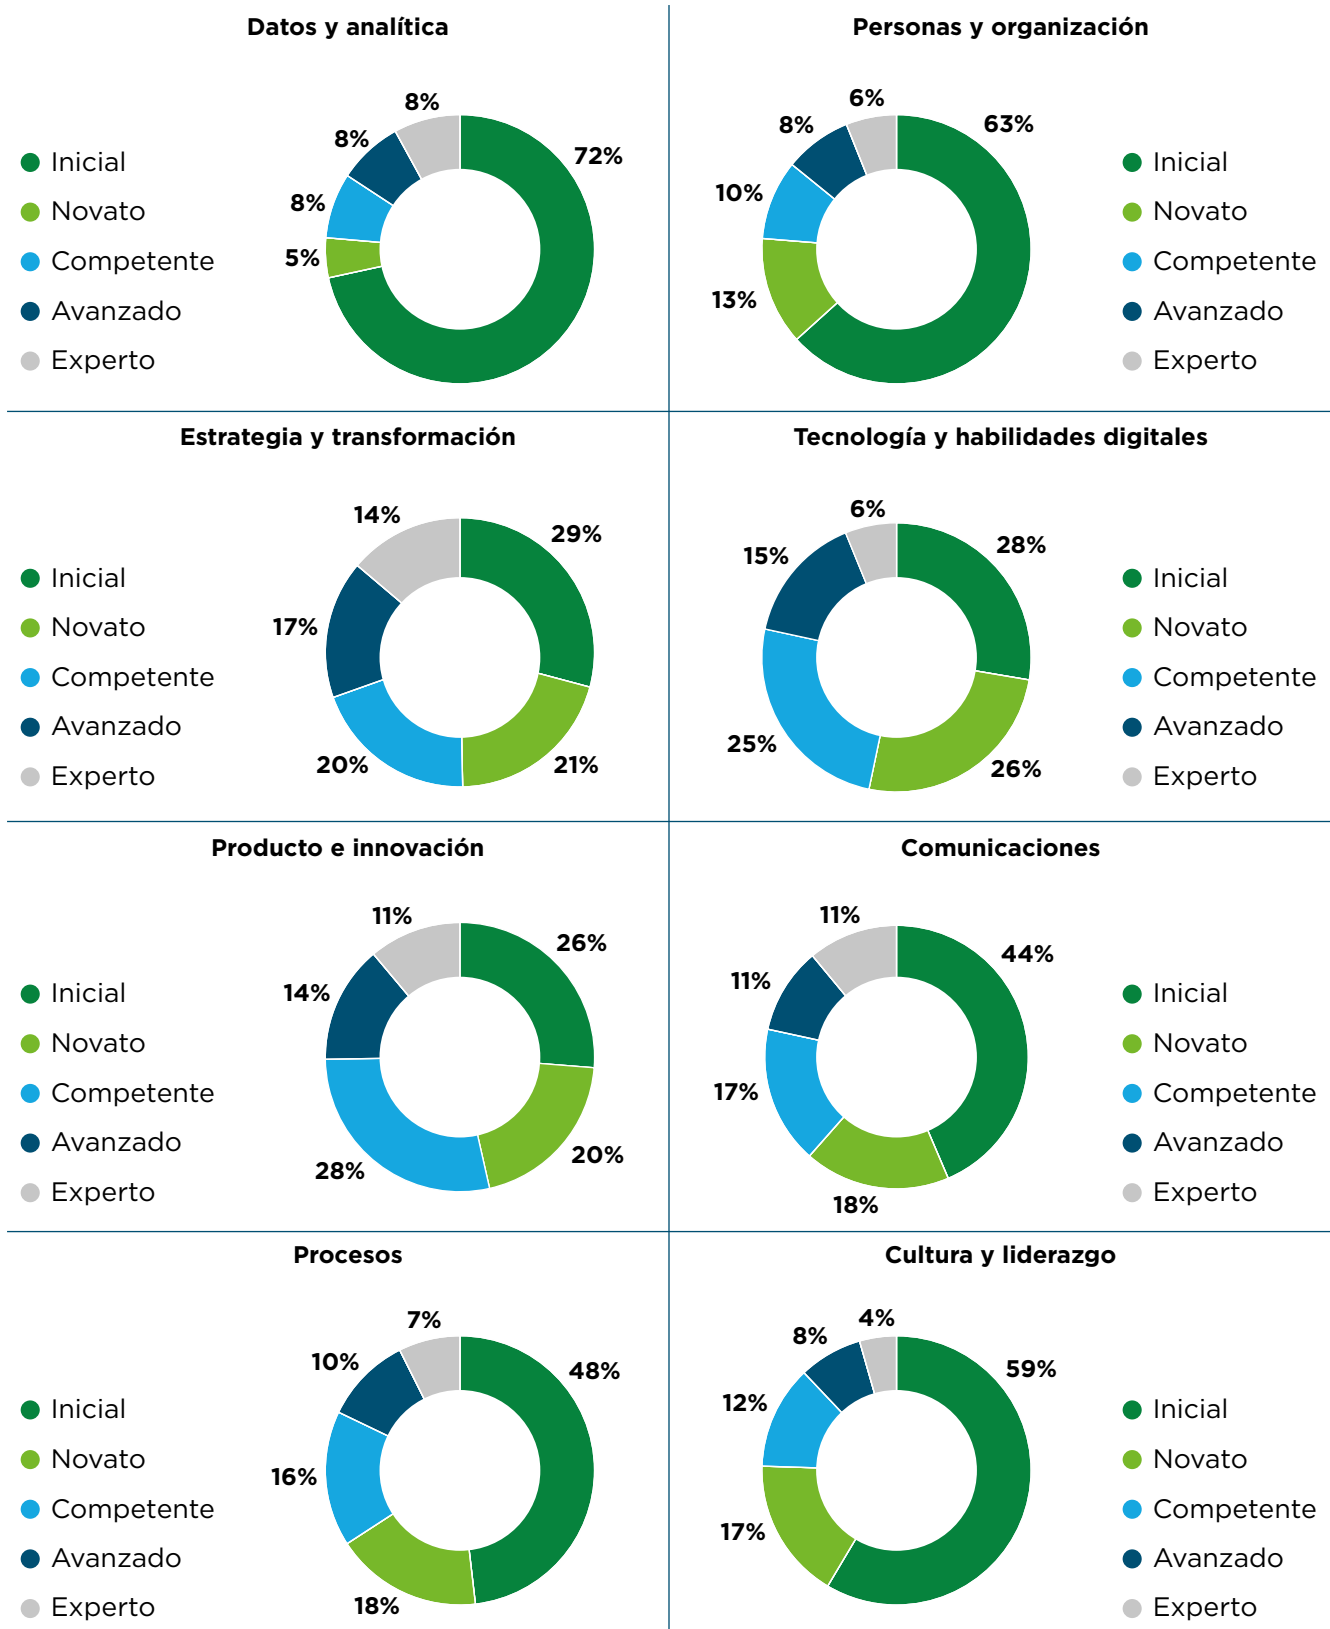 Datos y analítica
Inicial
Novato
Competente
Avanzado
Experto
8%
8%
8%
5%
72%
Personas y organización
6%
8%
10%
13%
63%
Inicial
Novato
Competente
Avanzado
Experto
Estrategia y transformación
Inicial
Novato
Competente
Avanzado
Experto
14%
17%
20%
21%
29%
Tecnología y habilidades digitales
6%
15%
25%
26%
28%
Inicial
Novato
Competente
Avanzado
Experto
Producto e innovación
Inicial
Novato
Competente
Avanzado
Experto
11%
14%
28%
20%
26%
Comunicaciones
11%
11%
17%
18%
44%
Inicial
Novato
Competente
Avanzado
Experto
Procesos
Inicial
Novato
Competente
Avanzado
Experto
7%
10%
16%
18%
48%
Cultura y liderazgo
4%
8%
12%
17%
59%
Inicial
Novato
Competente
Avanzado
Experto